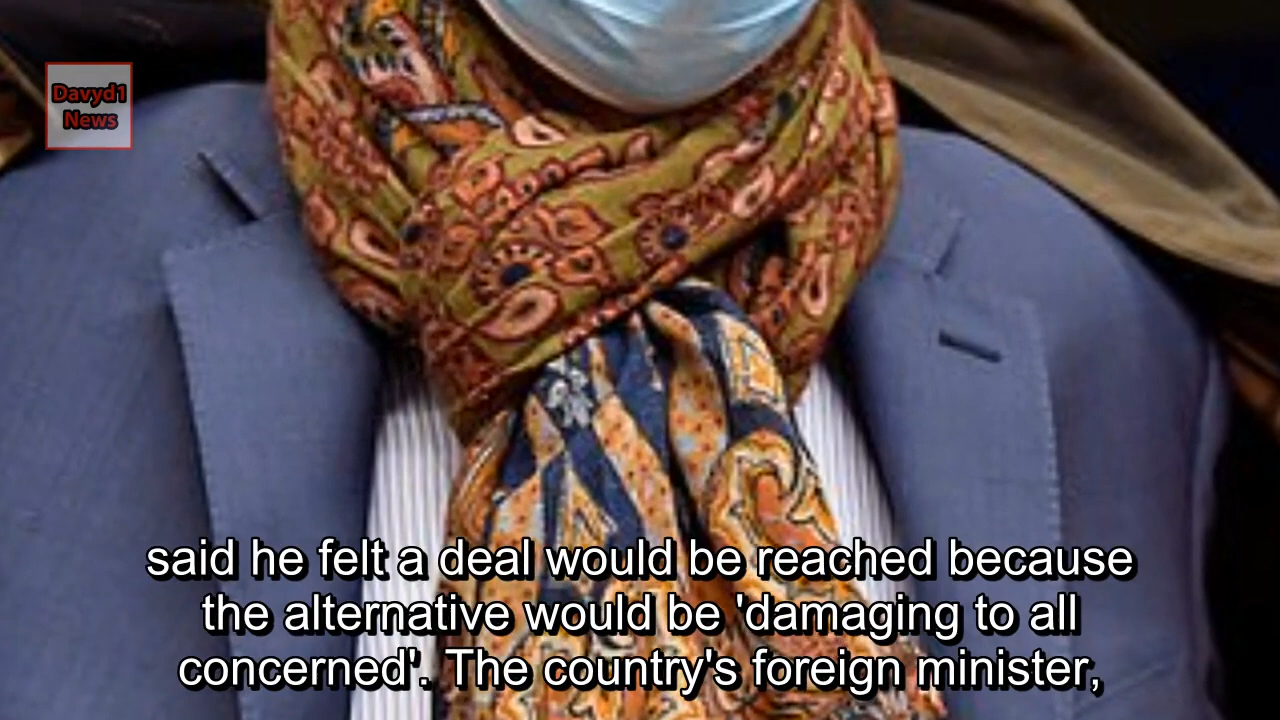 Davyd1
News
said he felt a deal would be reached because
the alternative would be 'damaging to all
concerned'. The country's foreign minister,